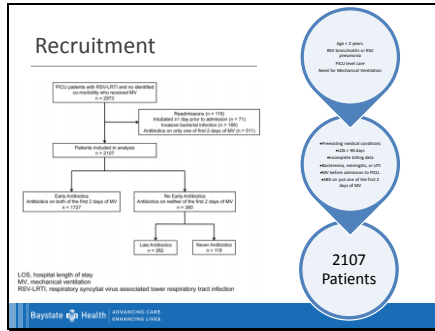 Recruitment
PICU patients with RSV-LRTI and no identified
co-morbidity who received MV
n = 2973
Readmissions (n = 118)
Intubated ≥1 day prior to admission (n = 71)
Invasive bacterial infection (n = 166)
Antibiotics on only one of first 2 days of MV (n = 511)
Patients included in analysis
n = 2107
Early Antibiotics
Antibiotics on both of the first 2 days of MV
n = 1727
No Early Antibiotics
Antibiotics on neither of the first 2 days of MV
n = 380
Late Antibiotics
n = 262
Never Antibiotics
n = 118
LOS, hospital length of stay
MV, mechanical ventilation
RSV-LRTI, respiratory syncytial virus associated lower respiratory tract infection
Age < 2 years.
RSV bronchiolitis or RSV
pneumonia
PICU level care
Need for Mechanical Ventilation
•Preexisting medical conditions
•LOS > 90 days
•Incomplete billing data
•Bacteremia, meningitis, or UTI
•MV before admission to PICU.
•ABX on just one of the first 2
days of MV
2107
Patients
Baystate Health
ADVANCING CARE.
ENHANCING LIVES.